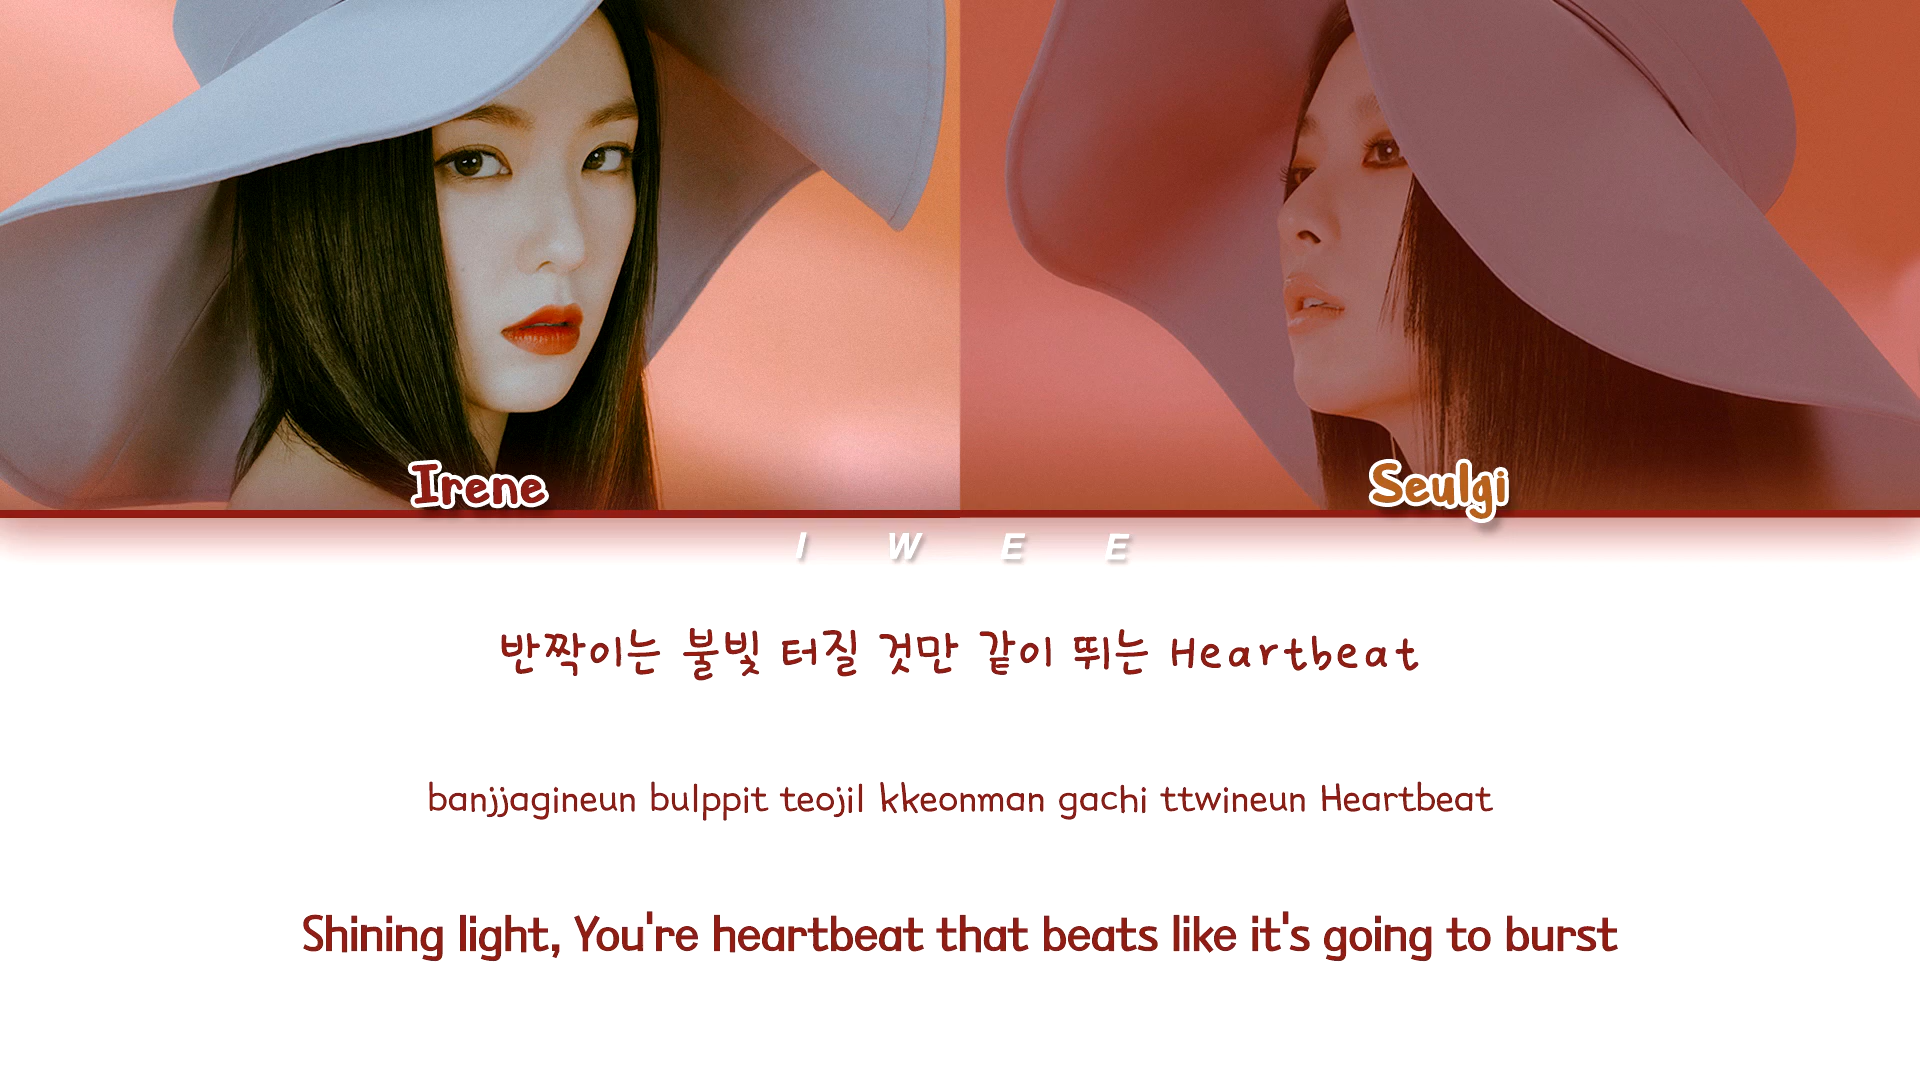 Irene
Seulgi
I W E E
반짝이는 불빛 터질 것만 같이 뛰는 Heartbeat
banjjagineun bulppit teojil kkeonman gachi ttwineun Heartbeat
Shining light, You're heartbeat that beats like it's going to burst